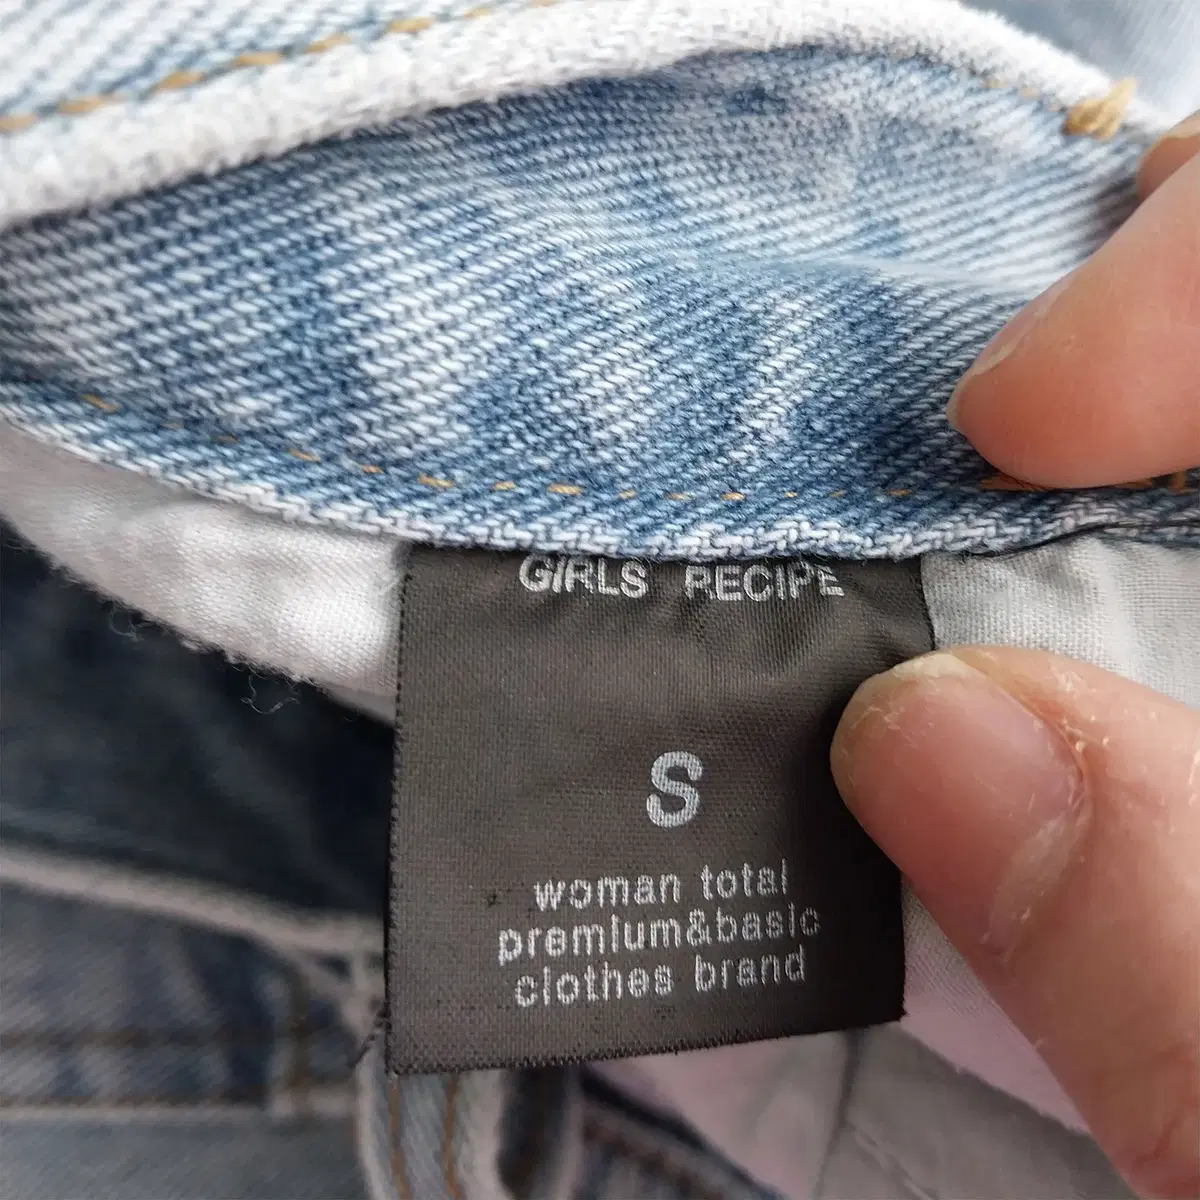 GIRLS RECIPE
S
woman total
premium&basic
clothes brand